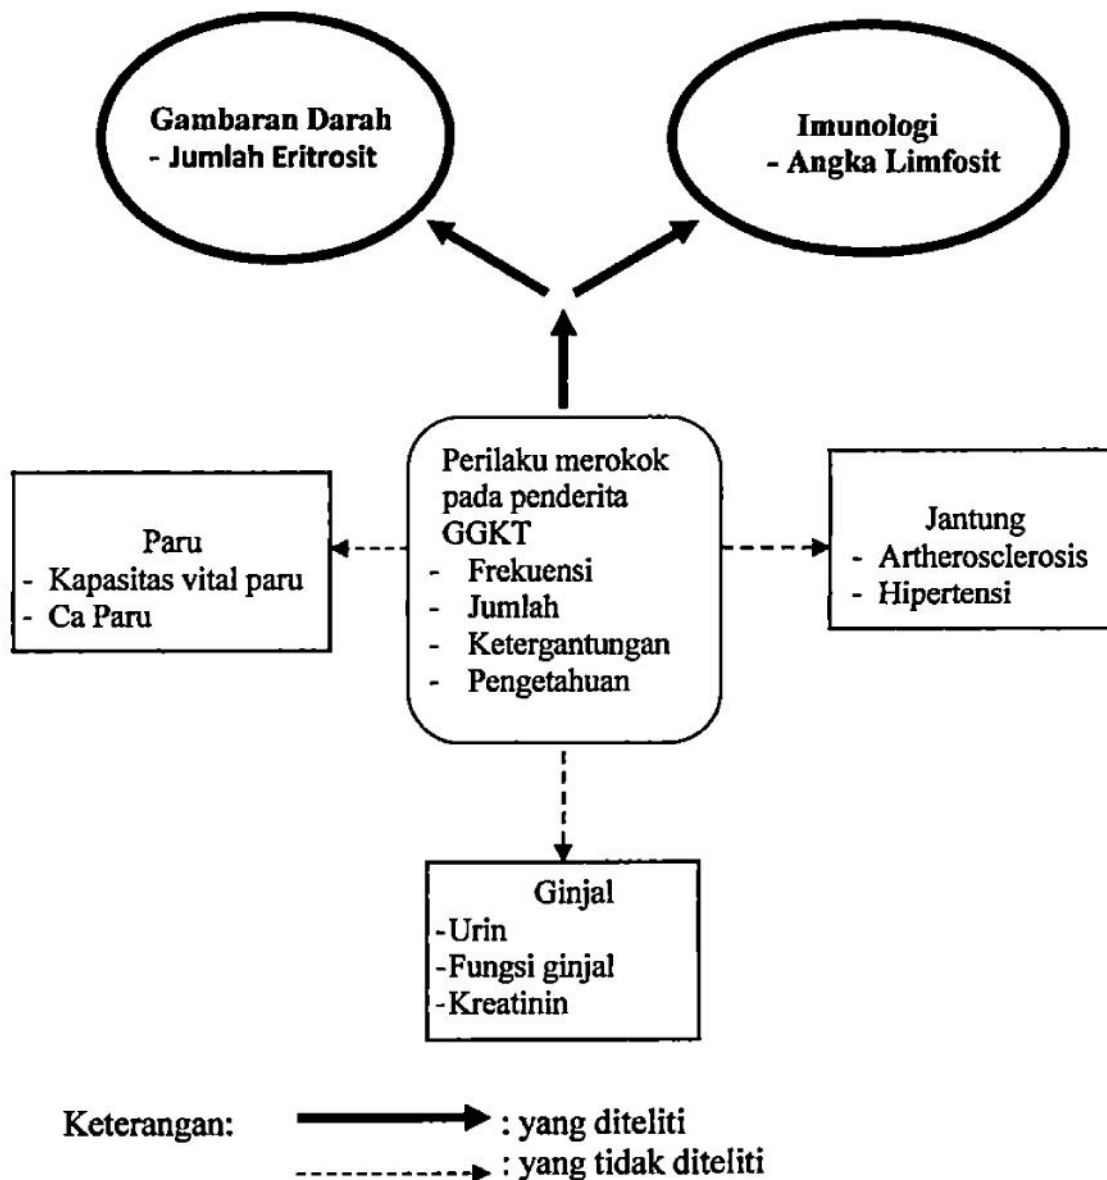 Gambaran Darah
- Jumlah Eritrosit
Imunologi
- Angka Limfosit
Perilaku merokok
pada penderita
GGKT
- Frekuensi
- Jumlah
- Ketergantungan
- Pengetahuan
Paru
- Kapasitas vital paru
- Ca Paru
Jantung
- Artherosclerosis
- Hipertensi
Ginjal
-Urin
-Fungsi ginjal
-Kreatinin
Keterangan:
: yang diteliti
: yang tidak diteliti